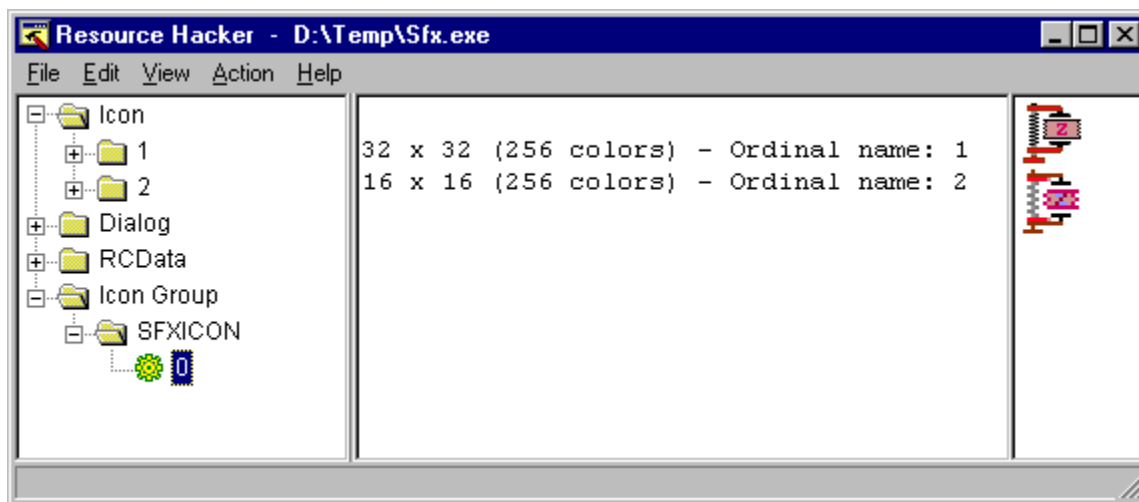 Resource Hacker - D:\Temp\Sfx.exe
File Edit View Action Help
Icon
1
2
Dialog
RCData
Icon Group
SFXICON
0
32 x 32 (256 colors) - Ordinal name: 1
16 x 16 (256 colors) - Ordinal name: 2
Z